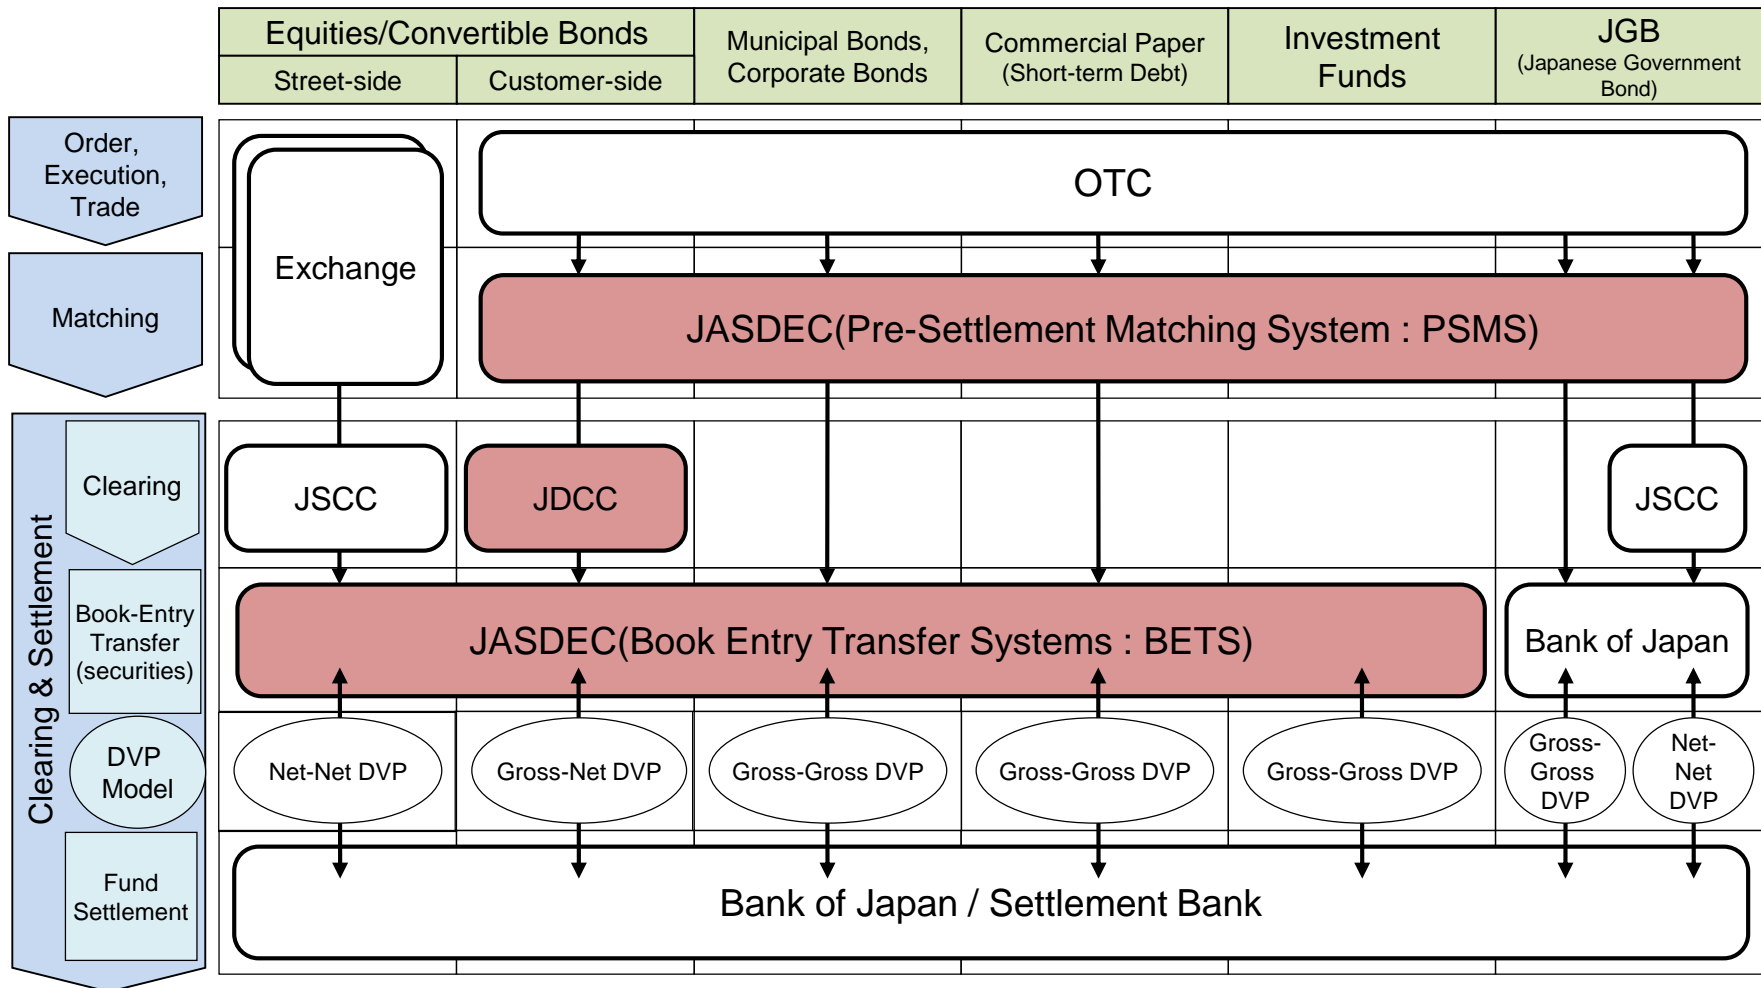 Equities/Convertible Bonds
Street-side
Customer-side
Municipal Bonds,
Corporate Bonds
Commercial Paper
(Short-term Debt)
Investment
Funds
JGB
(Japanese Government
Bond)
Order,
Execution,
Trade
OTC
Exchange
Matching
JASDEC(Pre-Settlement Matching System : PSMS)
Clearing & Settlement
Clearing
JSCC
JDCC
JSCC
Book-Entry
Transfer
(securities)
JASDEC(Book Entry Transfer Systems : BETS)
Bank of Japan
DVP
Model
Net-Net DVP
Gross-Net DVP
Gross-Gross DVP
Gross-Gross DVP
Gross-Gross DVP
Gross-
Gross
DVP
Net-
Net
DVP
Fund
Settlement
Bank of Japan / Settlement Bank